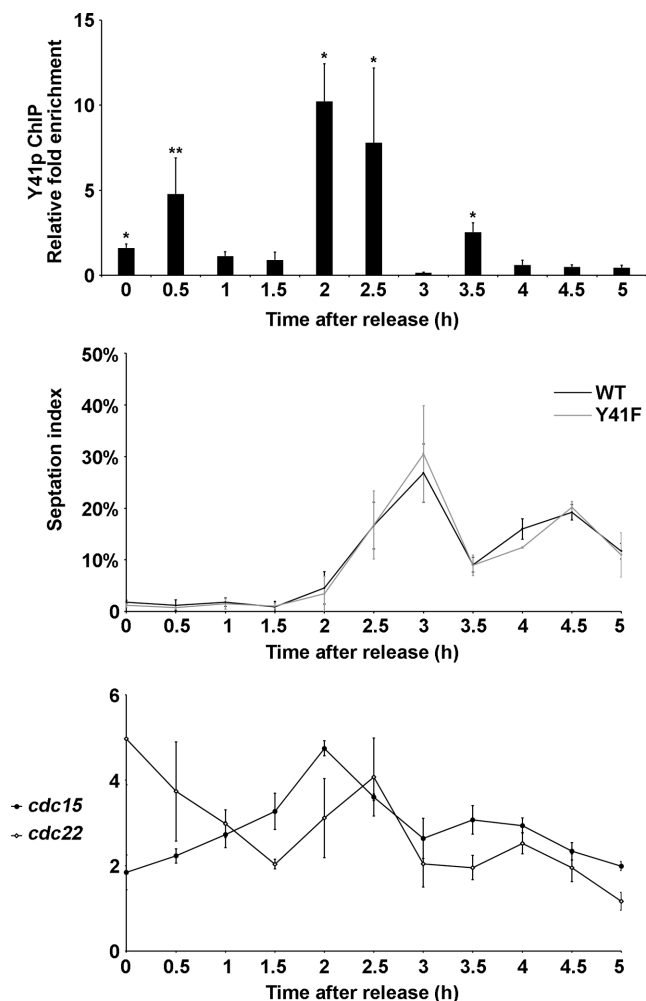 Y41p ChIP
Relative fold enrichment
15
10
5
0
*
**
*
*
*
0 0.5 1 1.5 2 2.5 3 3.5 4 4.5 5
Time after release (h)
Septation index
50%
40%
30%
20%
10%
0
WT
Y41F
0 0.5 1 1.5 2 2.5 3 3.5 4 4.5 5
Time after release (h)
6
4
2
0
cdc15
cdc22
0 0.5 1 1.5 2 2.5 3 3.5 4 4.5 5
Time after release (h)